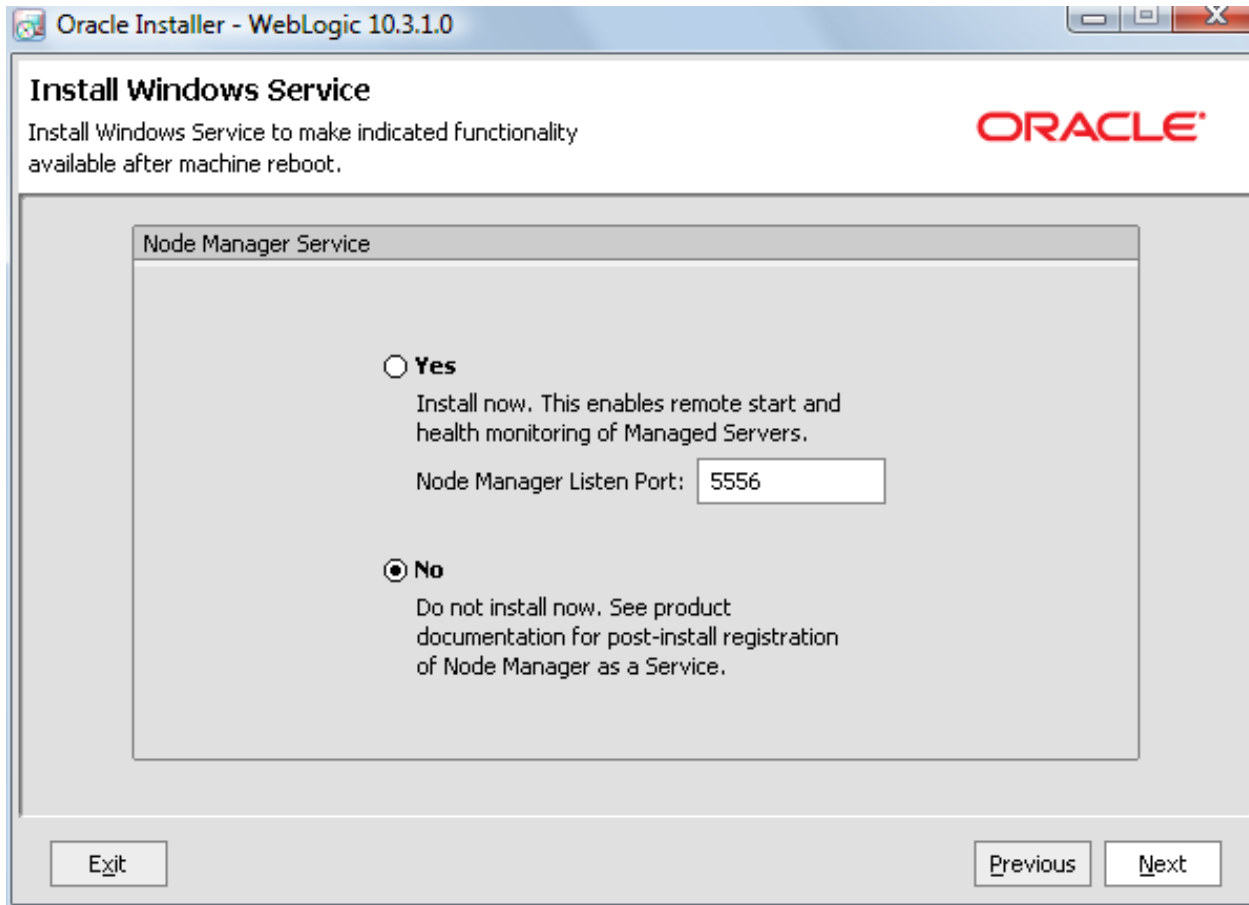 Oracle Installer - WebLogic 10.3.1.0
Install Windows Service
Install Windows Service to make indicated functionality
available after machine reboot.
ORACLE
Node Manager Service
Yes
Install now. This enables remote start and
health monitoring of Managed Servers.
Node Manager Listen Port: 5556
No
Do not install now. See product
documentation for post-install registration
of Node Manager as a Service.
Exit
Previous
Next